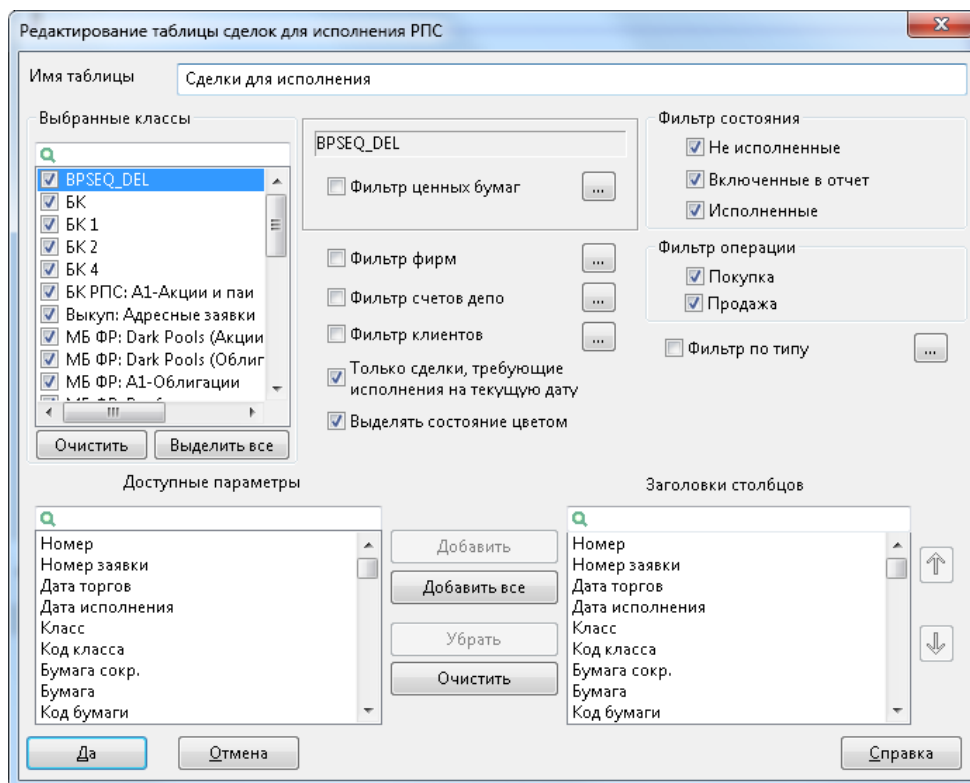 Редактирование таблицы сделок для исполнения РПС
Имя таблицы
Сделки для исполнения
Выбранные классы
BPSEQ_DEL
БК
БК 1
БК 2
БК 4
БК РПС: А1-Акции и паи
Выкуп: Адресные заявки
МБ ФР: Dark Pools (Акции
МБ ФР: Dark Pools (Облиг
МБ ФР: А1-Облигации
Очистить
Выделить все
BPSEQ_DEL
Фильтр ценных бумаг
...
Фильтр фирм
...
Фильтр счетов депо
...
Фильтр клиентов
...
Только сделки, требующие
исполнения на текущую дату
Выделять состояние цветом
Фильтр состояния
Не исполненные
Включенные в отчет
Исполненные
Фильтр операции
Покупка
Продажа
Фильтр по типу
...
Доступные параметры
Номер
Номер заявки
Дата торгов
Дата исполнения
Класс
Код класса
Бумага сокр.
Бумага
Код бумаги
Добавить
Добавить все
Убрать
Очистить
Заголовки столбцов
Номер
Номер заявки
Дата торгов
Дата исполнения
Класс
Код класса
Бумага сокр.
Бумага
Код бумаги
Да
Отмена
Справка